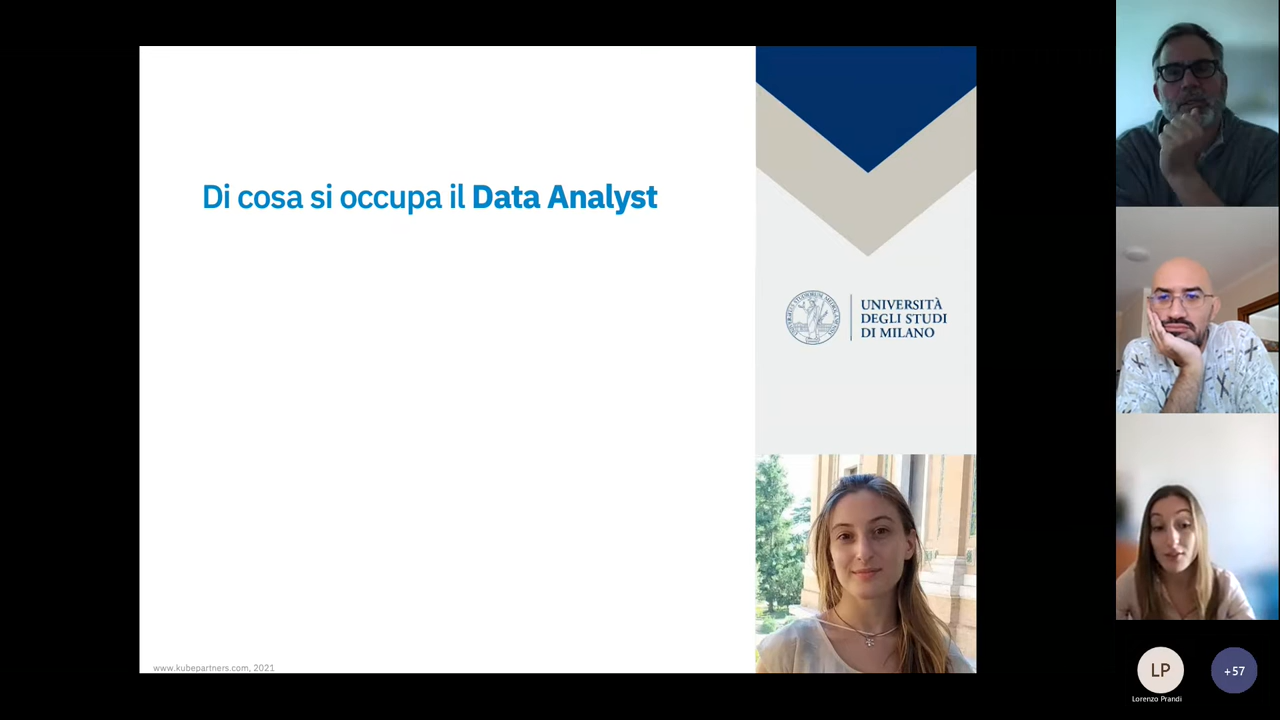 Di cosa si occupa il Data Analyst
UNIVERSITÀ
DEGLI STUDI
DI MILANO
www.kubepartners.com, 2021
LP
+57
Lorenzo Prandi